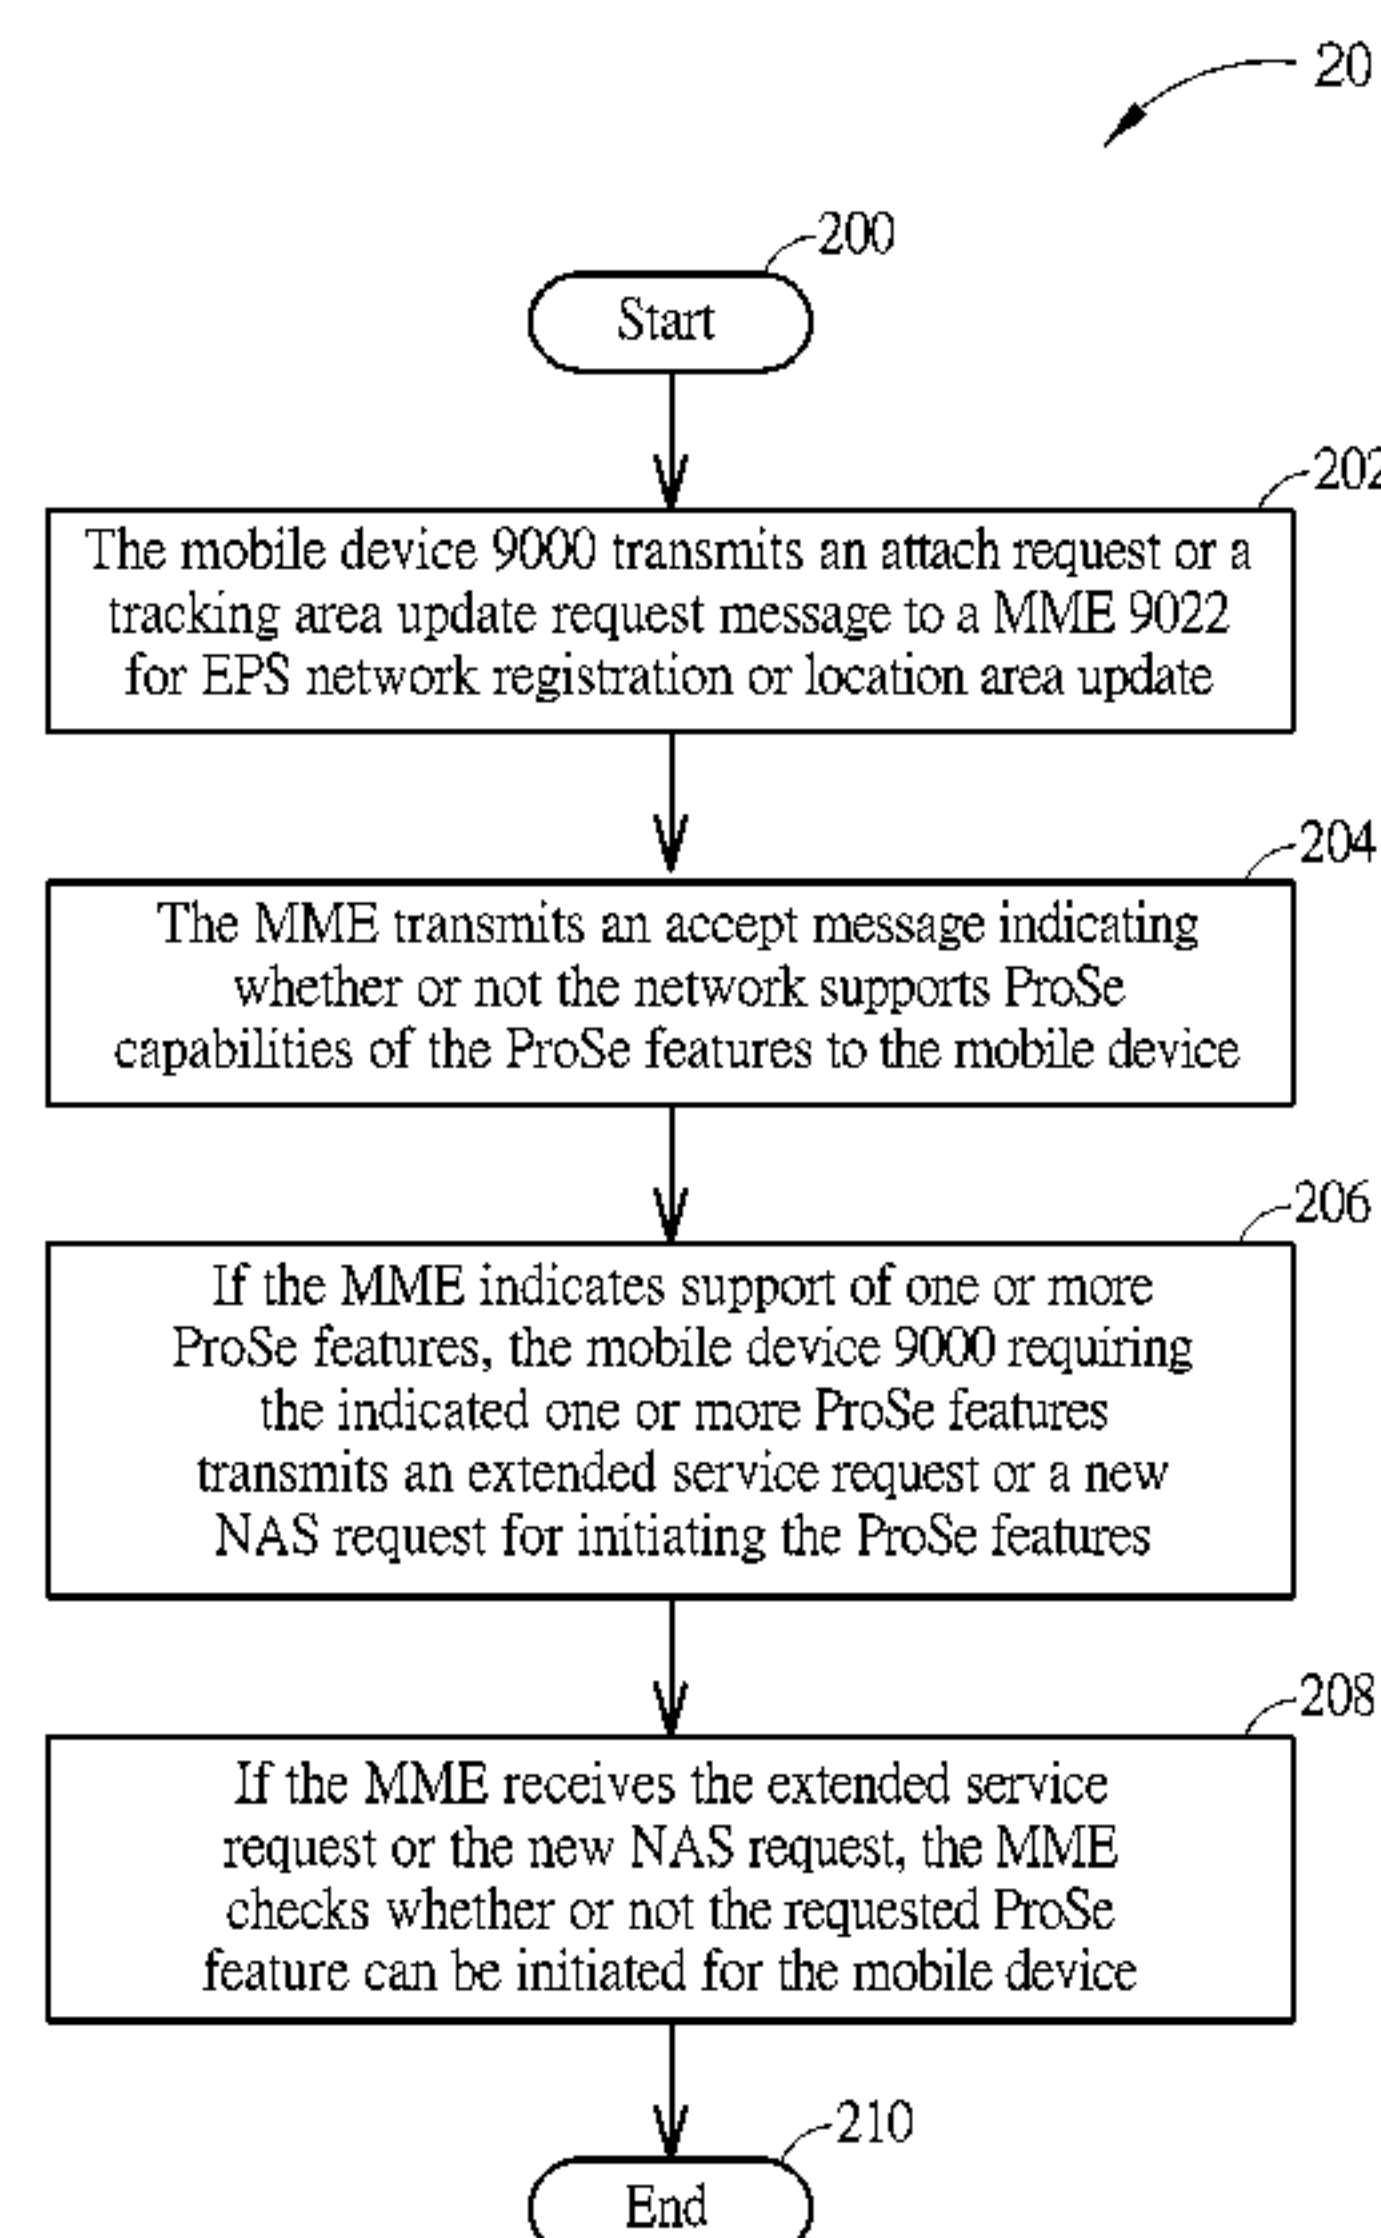 20
200
Start
202
The mobile device 9000 transmits an attach request or a
tracking area update request message to a MME 9022
for EPS network registration or location area update
204
The MME transmits an accept message indicating
whether or not the network supports ProSe
capabilities of the ProSe features to the mobile device
206
If the MME indicates support of one or more
ProSe features, the mobile device 9000 requiring
the indicated one or more ProSe features
transmits an extended service request or a new
NAS request for initiating the ProSe features
208
If the MME receives the extended service
request or the new NAS request, the MME
checks whether or not the requested ProSe
feature can be initiated for the mobile device
210
End